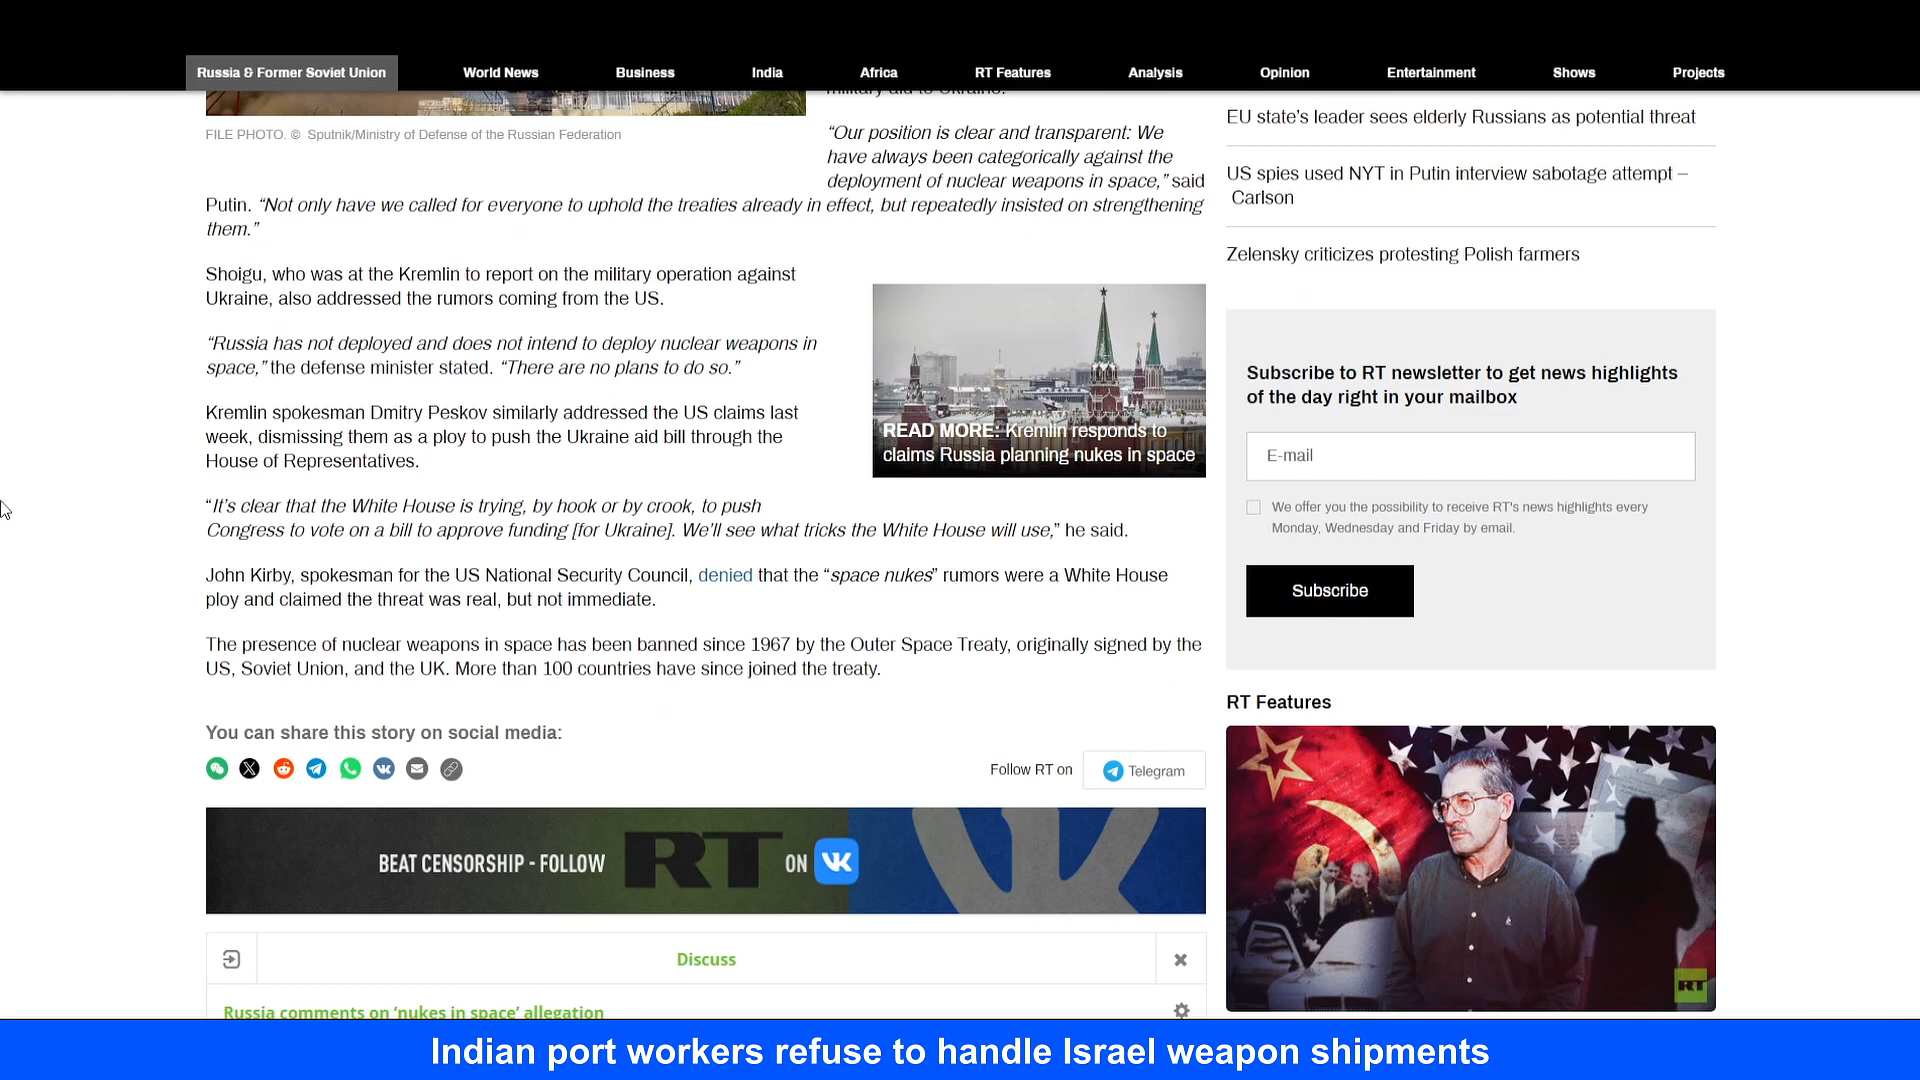 Russia & Former Soviet Union World News Business India Africa RT Features Analysis Opinion Entertainment Shows Projects
military aid to Ukraine.
FILE PHOTO. © Sputnik/Ministry of Defense of the Russian Federation
“Our position is clear and transparent: We
have always been categorically against the
deployment of nuclear weapons in space,” said
Putin. “Not only have we called for everyone to uphold the treaties already in effect, but repeatedly insisted on strengthening
them.”
Shoigu, who was at the Kremlin to report on the military operation against
Ukraine, also addressed the rumors coming from the US.
“Russia has not deployed and does not intend to deploy nuclear weapons in
space,” the defense minister stated. “There are no plans to do so.”
Kremlin spokesman Dmitry Peskov similarly addressed the US claims last
week, dismissing them as a ploy to push the Ukraine aid bill through the
House of Representatives.
READ MORE: Kremlin responds to
claims Russia planning nukes in space
“It’s clear that the White House is trying, by hook or by crook, to push
Congress to vote on a bill to approve funding [for Ukraine]. We’ll see what tricks the White House will use,” he said.
John Kirby, spokesman for the US National Security Council, denied that the “space nukes” rumors were a White House
ploy and claimed the threat was real, but not immediate.
The presence of nuclear weapons in space has been banned since 1967 by the Outer Space Treaty, originally signed by the
US, Soviet Union, and the UK. More than 100 countries have since joined the treaty.
You can share this story on social media:
Follow RT on Telegram
BEAT CENSORSHIP - FOLLOW RT ON
Discuss
Russia comments on ‘nukes in space’ allegation
EU state’s leader sees elderly Russians as potential threat
US spies used NYT in Putin interview sabotage attempt –
Carlson
Zelensky criticizes protesting Polish farmers
Subscribe to RT newsletter to get news highlights
of the day right in your mailbox
E-mail
We offer you the possibility to receive RT's news highlights every
Monday, Wednesday and Friday by email.
Subscribe
RT Features
RT
Indian port workers refuse to handle Israel weapon shipments